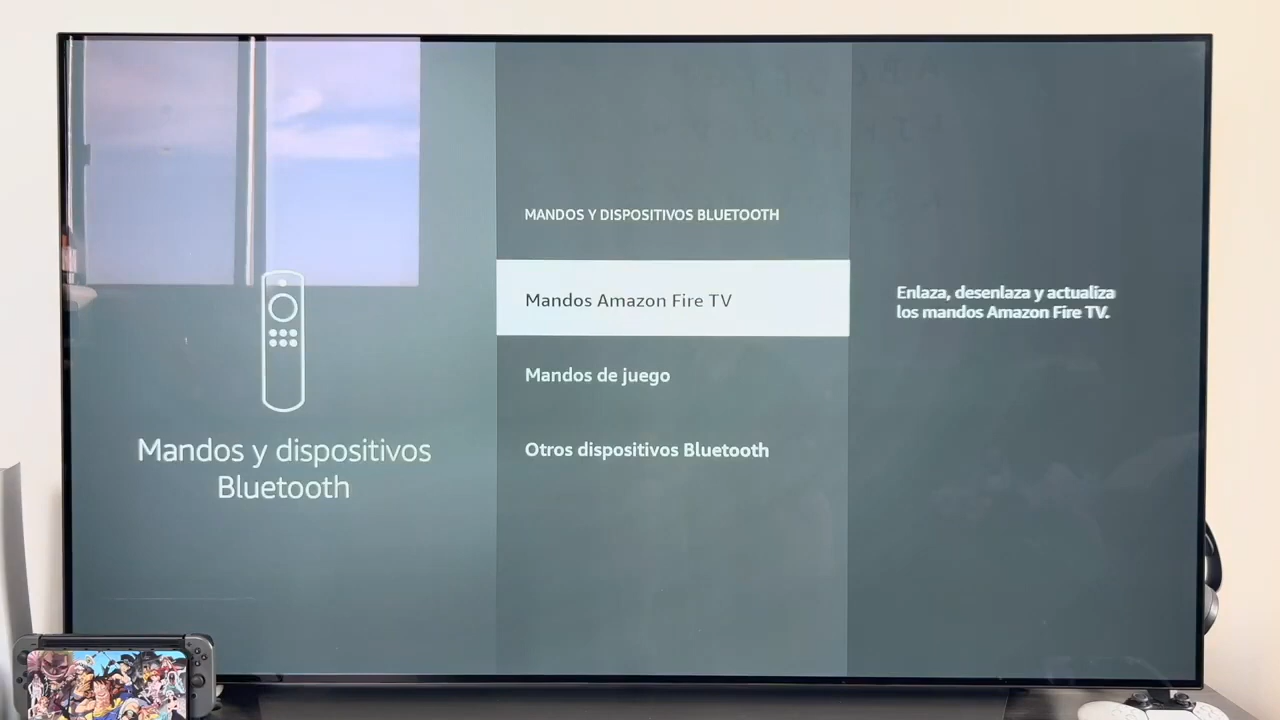 MANDOS Y DISPOSITIVOS BLUETOOTH
Mandos Amazon Fire TV
Mandos de juego
Otros dispositivos Bluetooth
Enlaza, desenlaza y actualiza
los mandos Amazon Fire TV.
Mandos y dispositivos
Bluetooth